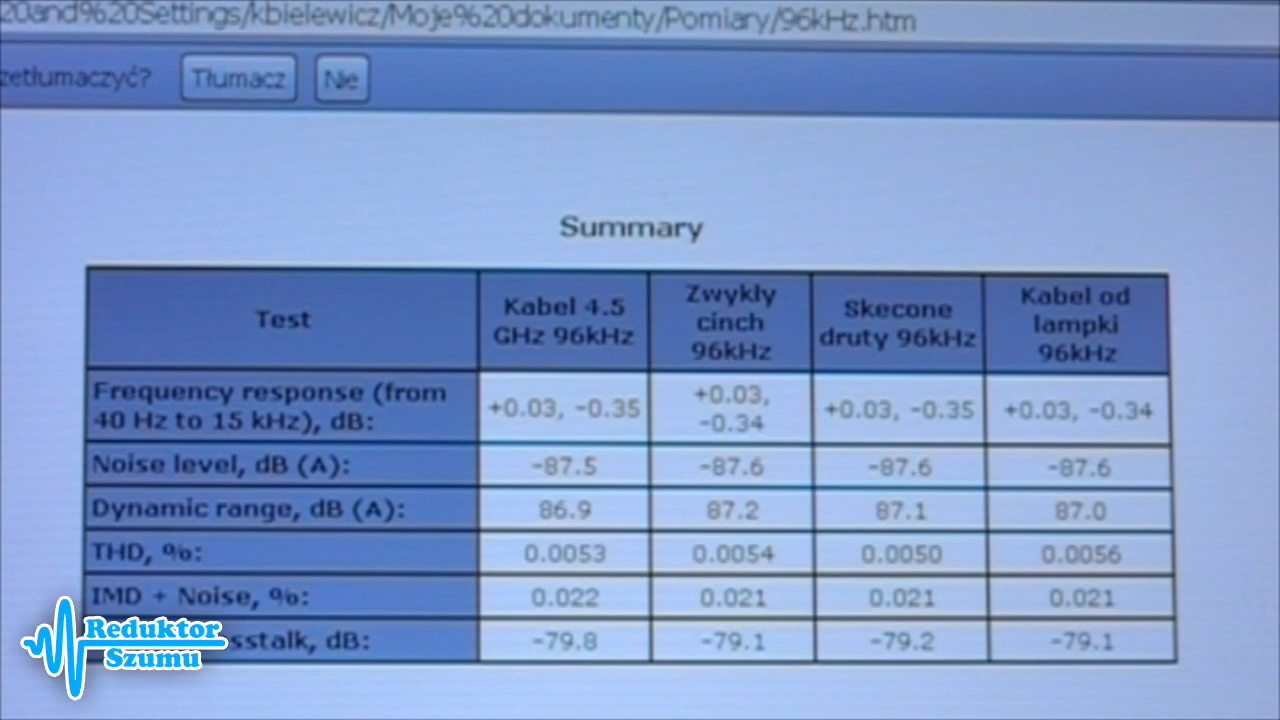 20and%20Settings/kbielewicz/Moje%20dokumenty/Pomiary/96kHz.htm
zetłumaczyć? Tłumacz Nie
Summary
Test
Kabel 4.5
GHz 96kHz
Zwykły
cinch
96kHz
Skecone
druty 96kHz
Kabel od
lampki
96kHz
Frequency response (from
40 Hz to 15 kHz), dB:
+0.03, -0.35
+0.03,
-0.34
+0.03, -0.35
+0.03, -0.34
Noise level, dB (A): -87.5 -87.6 -87.6 -87.6
Dynamic range, dB (A): 86.9 87.2 87.1 87.0
THD, %: 0.0053 0.0054 0.0050 0.0056
IMD + Noise, %: 0.022 0.021 0.021 0.021
sstalk, dB: -79.8 -79.1 -79.2 -79.1
Reduktor
Szumu